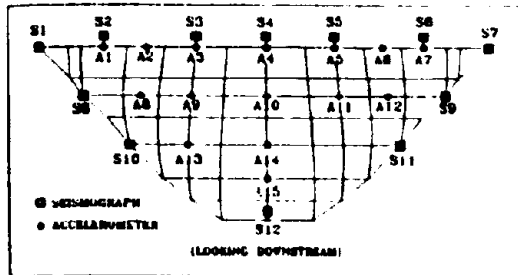 S2 S3 S4 S5 S6
S1 S7
A1 A2 A3 A4 A5 A6 A7
S8 A8 A9 A10 A11 A12 S9
S10 A13 A14 S11
A15
S12
SEISMOGRAPH
ACCELEROMETER
(LOOKING DOWNSTREAM)